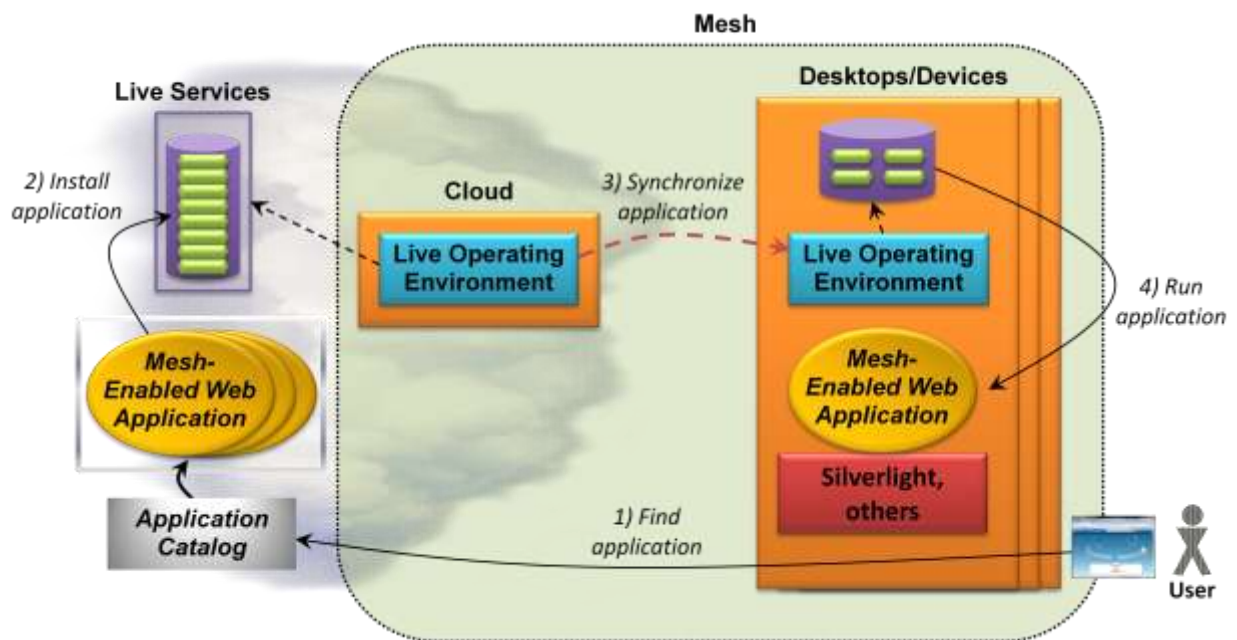 Mesh
Live Services
Desktops/Devices
2) Install
application
Cloud
3) Synchronize
application
Live Operating
Environment
Live Operating
Environment
4) Run
application
Mesh-
Enabled Web
Application
Mesh-
Enabled Web
Application
Silverlight,
others
Application
Catalog
1) Find
application
User